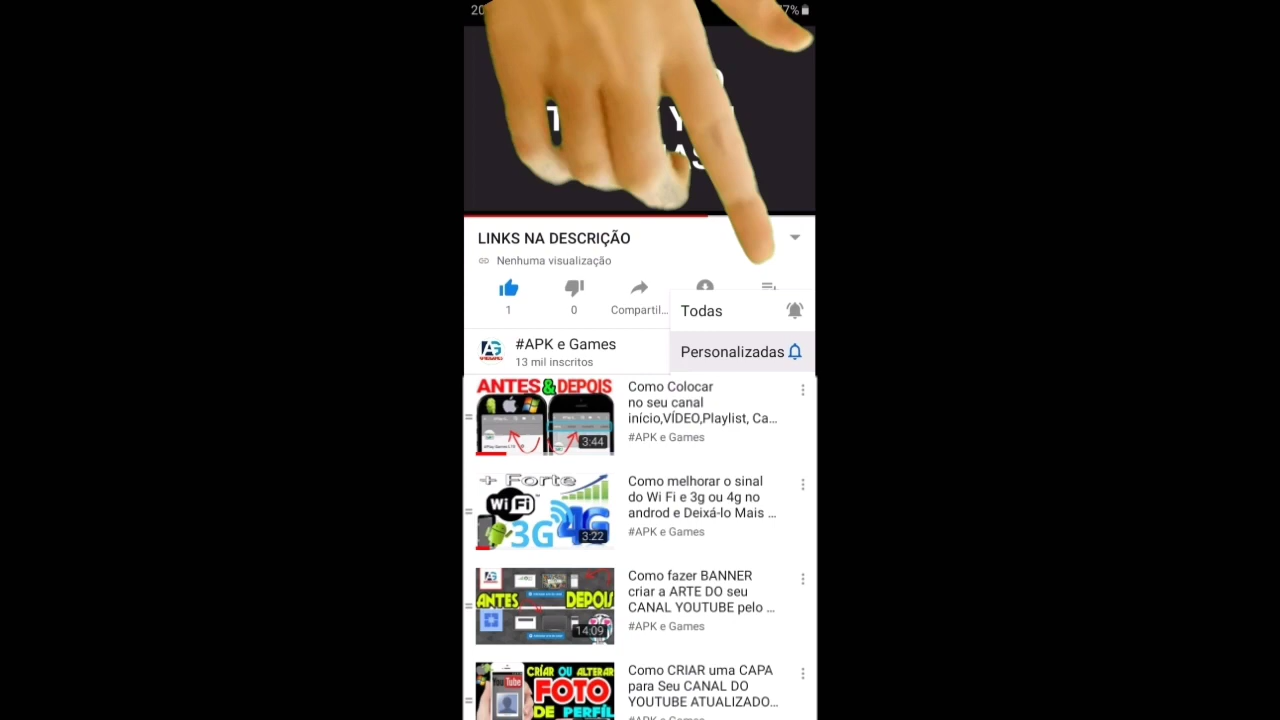 LINKS NA DESCRIÇÃO
Nenhuma visualização
1
0
Compartil...
Todas
Personalizadas
#APK e Games
13 mil inscritos
ANTES & DEPOIS
3:44
Como Colocar
no seu canal
início,VÍDEO,Playlist, Ca...
#APK e Games
+ Forte
WiFi
3G
4G
3:22
Como melhorar o sinal
do Wi Fi e 3g ou 4g no
androd e Deixá-lo Mais ...
#APK e Games
ANTES
DEPOIS
14:09
Como fazer BANNER
criar a ARTE DO seu
CANAL YOUTUBE pelo ...
#APK e Games
CRIAR OU ALTERAR
YouTube
FOTO
DE PERFIL
Como CRIAR uma CAPA
para Seu CANAL DO
YOUTUBE ATUALIZADO...
#APK e Games